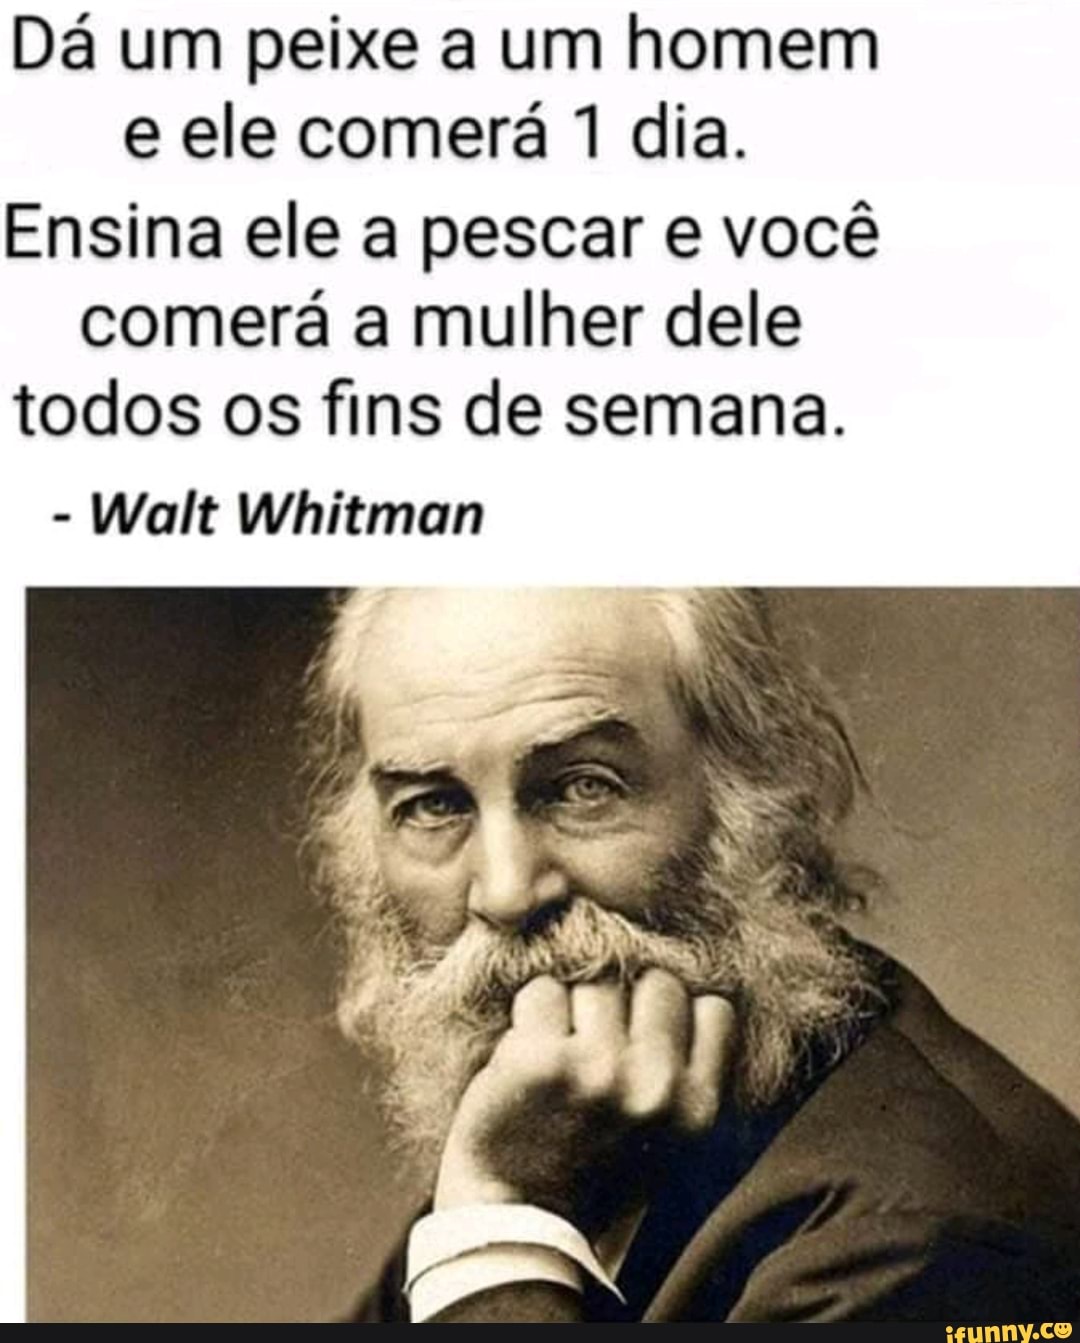 Dá um peixe a um homem
e ele comerá 1 dia.
Ensina ele a pescar e você
comerá a mulher dele
todos os fins de semana.
- Walt Whitman
ifunny.co